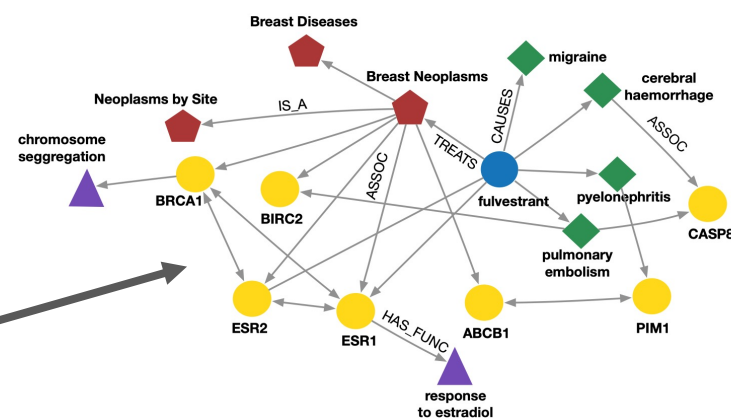 Breast Diseases
migraine
Breast Neoplasms
cerebral
haemorrhage
Neoplasms by Site
IS_A
CAUSES
ASSOC
chromosome
seggregation
TREATS
ASSOC
BRCA1
BIRC2
fulvestrant
pyelonephritis
CASP8
pulmonary
embolism
ESR2
ESR1
HAS_FUNC
ABCB1
PIM1
response
to estradiol